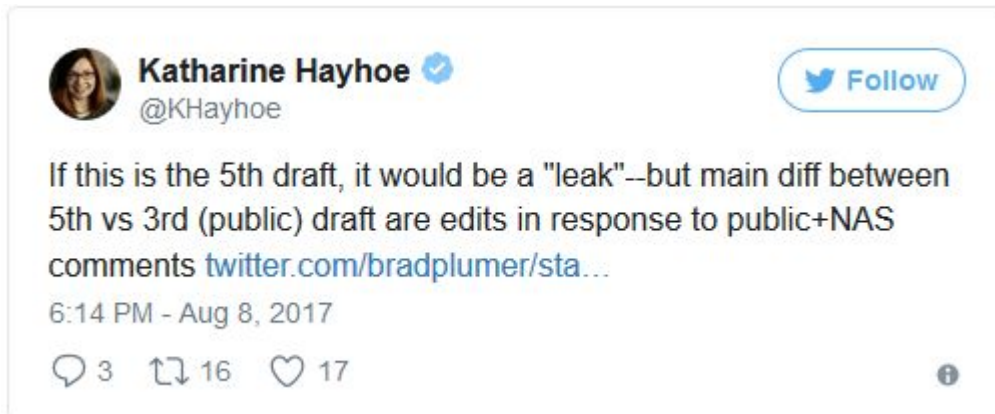 Katharine Hayhoe
@KHayhoe
Follow
If this is the 5th draft, it would be a "leak"--but main diff between
5th vs 3rd (public) draft are edits in response to public+NAS
comments twitter.com/bradplumer/sta…
6:14 PM - Aug 8, 2017
3 16 17